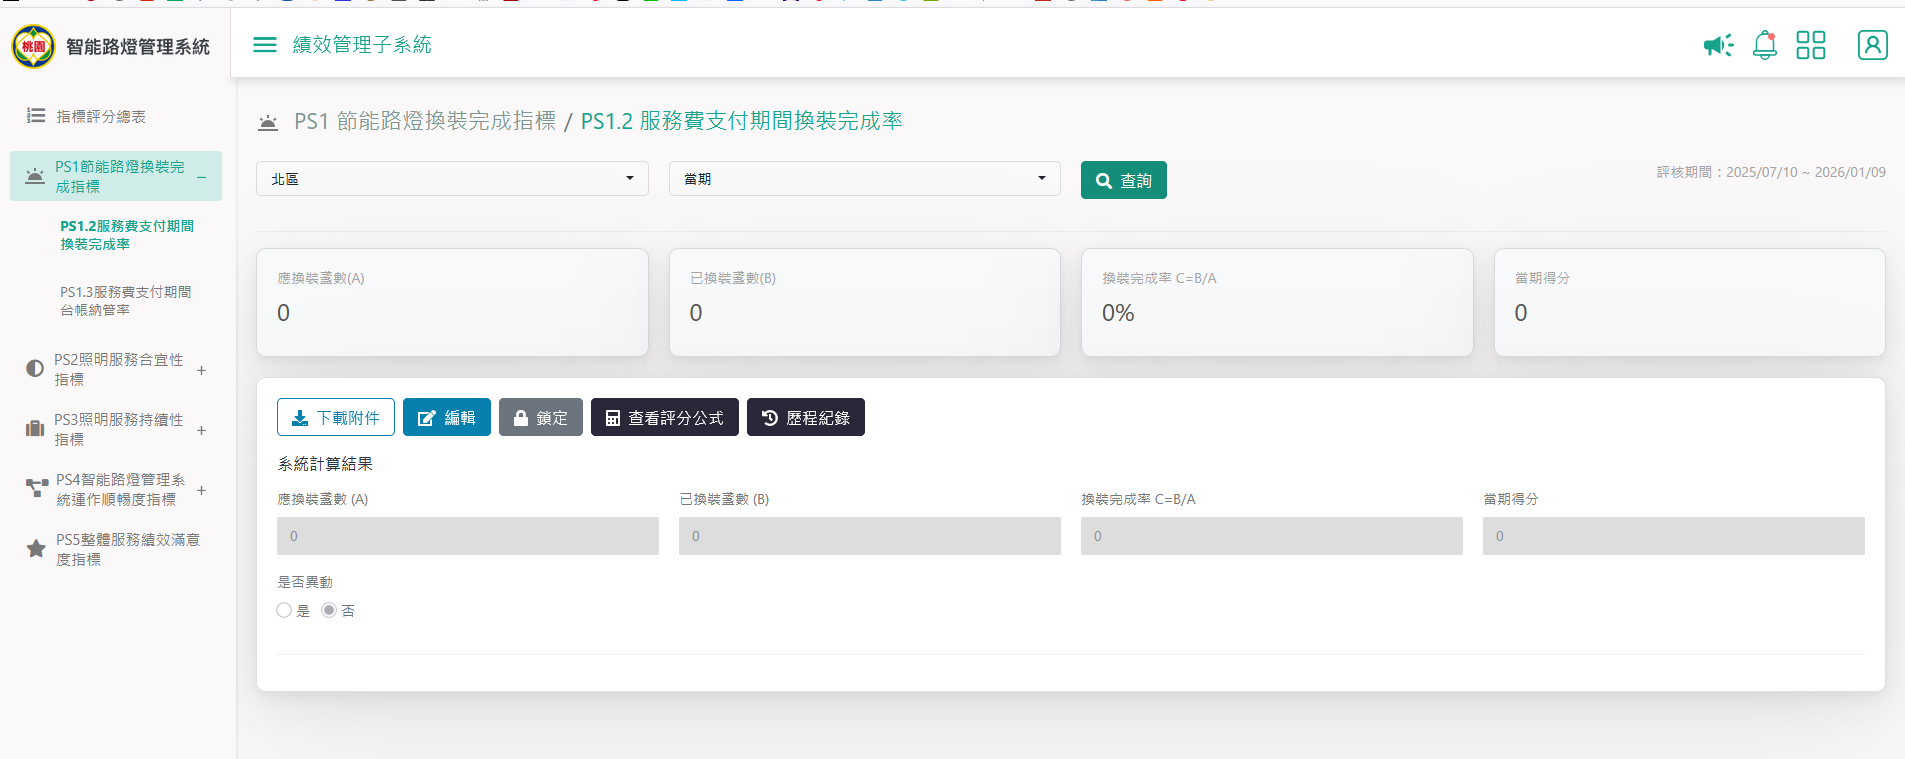 桃園
智能路燈管理系統
績效管理子系統
指標評分總表
PS1節能路燈換裝完
成指標
PS1.2服務費支付期間
換裝完成率
PS1.3服務費支付期間
台帳納管率
PS2照明服務合宜性
指標
PS3照明服務持續性
指標
PS4智能路燈管理系
統運作順暢度指標
PS5整體服務績效滿意
度指標
PS1 節能路燈換裝完成指標 / PS1.2 服務費支付期間換裝完成率
北區
當期
查詢
評核期間：2025/07/10 ~ 2026/01/09
應換裝盞數(A)
0
已換裝盞數(B)
0
換裝完成率 C=B/A
0%
當期得分
0
下載附件
編輯
鎖定
查看評分公式
歷程紀錄
系統計算結果
應換裝盞數 (A)
0
已換裝盞數 (B)
0
換裝完成率 C=B/A
0
當期得分
0
是否異動
是
否